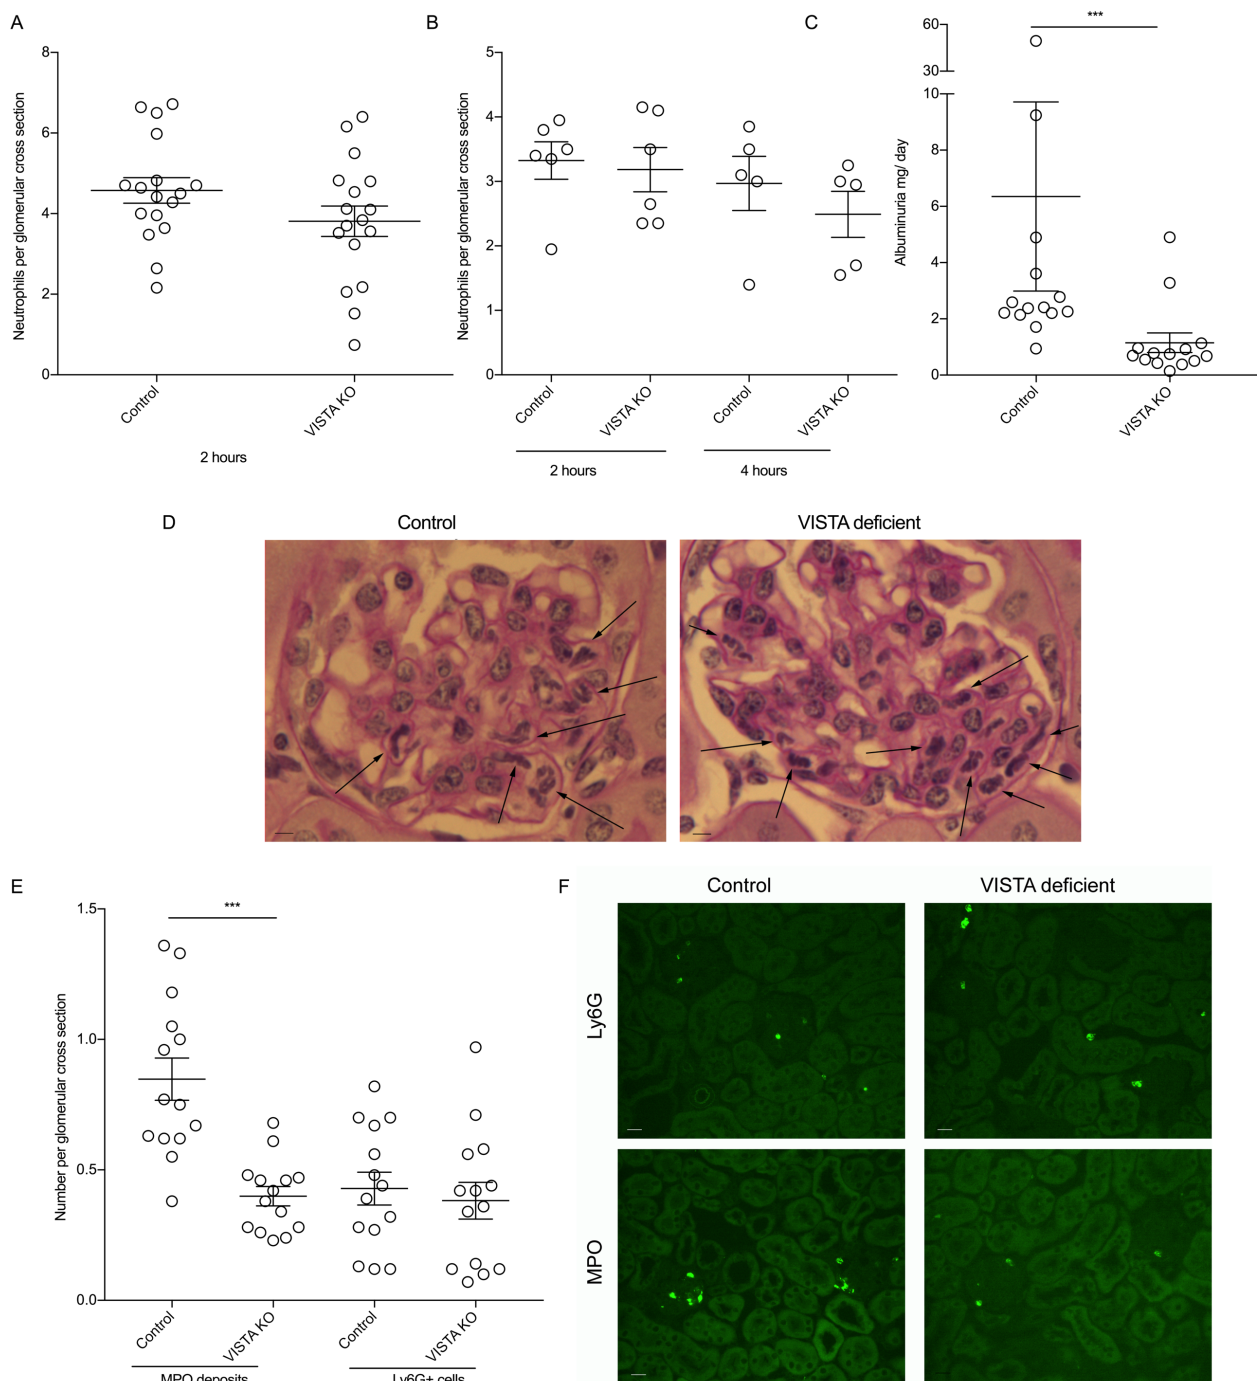 A
Neutrophils per glomerular cross section
8
6
4
2
0
Control
VISTA KO
2 hours
B
Neutrophils per glomerular cross section
5
4
3
2
1
0
Control
VISTA KO
Control
VISTA KO
2 hours
4 hours
C
***
Albuminuria mg/ day
60
30
10
8
6
4
2
0
Control
VISTA KO
D
Control
VISTA deficient
E
***
Number per glomerular cross section
1.5
1.0
0.5
0.0
Control
VISTA KO
Control
VISTA KO
MPO deposits
Ly6G+ cells
F
Control
VISTA deficient
Ly6G
MPO